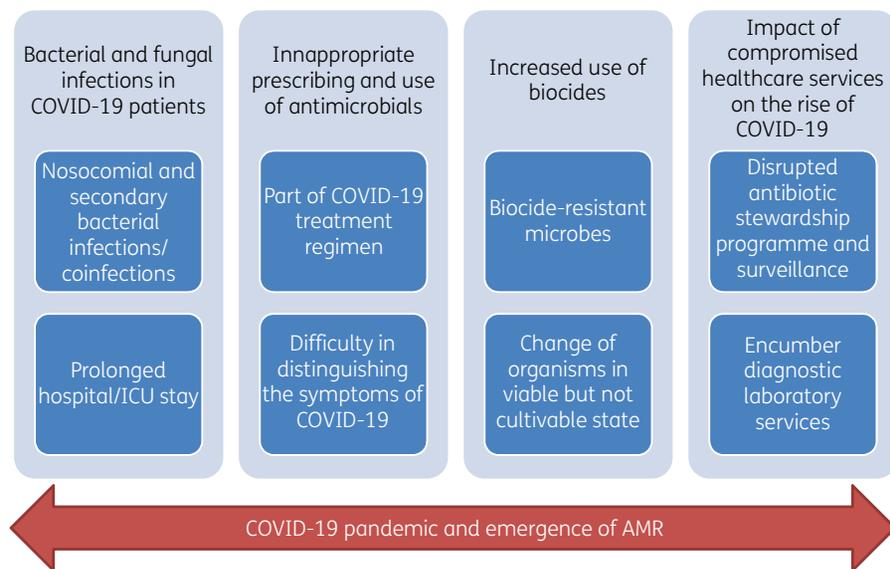 Bacterial and fungal
infections in
COVID-19 patients
Nosocomial and
secondary
bacterial
infections/
coinfections
Prolonged
hospital/ICU stay
Innappropriate
prescribing and use
of antimicrobials
Part of COVID-19
treatment
regimen
Difficulty in
distinguishing
the symptoms of
COVID-19
Increased use of
biocides
Biocide-resistant
microbes
Change of
organisms in
viable but not
cultivable state
Impact of
compromised
healthcare services
on the rise of
COVID-19
Disrupted
antibiotic
stewardship
programme and
surveillance
Encumber
diagnostic
laboratory
services
COVID-19 pandemic and emergence of AMR